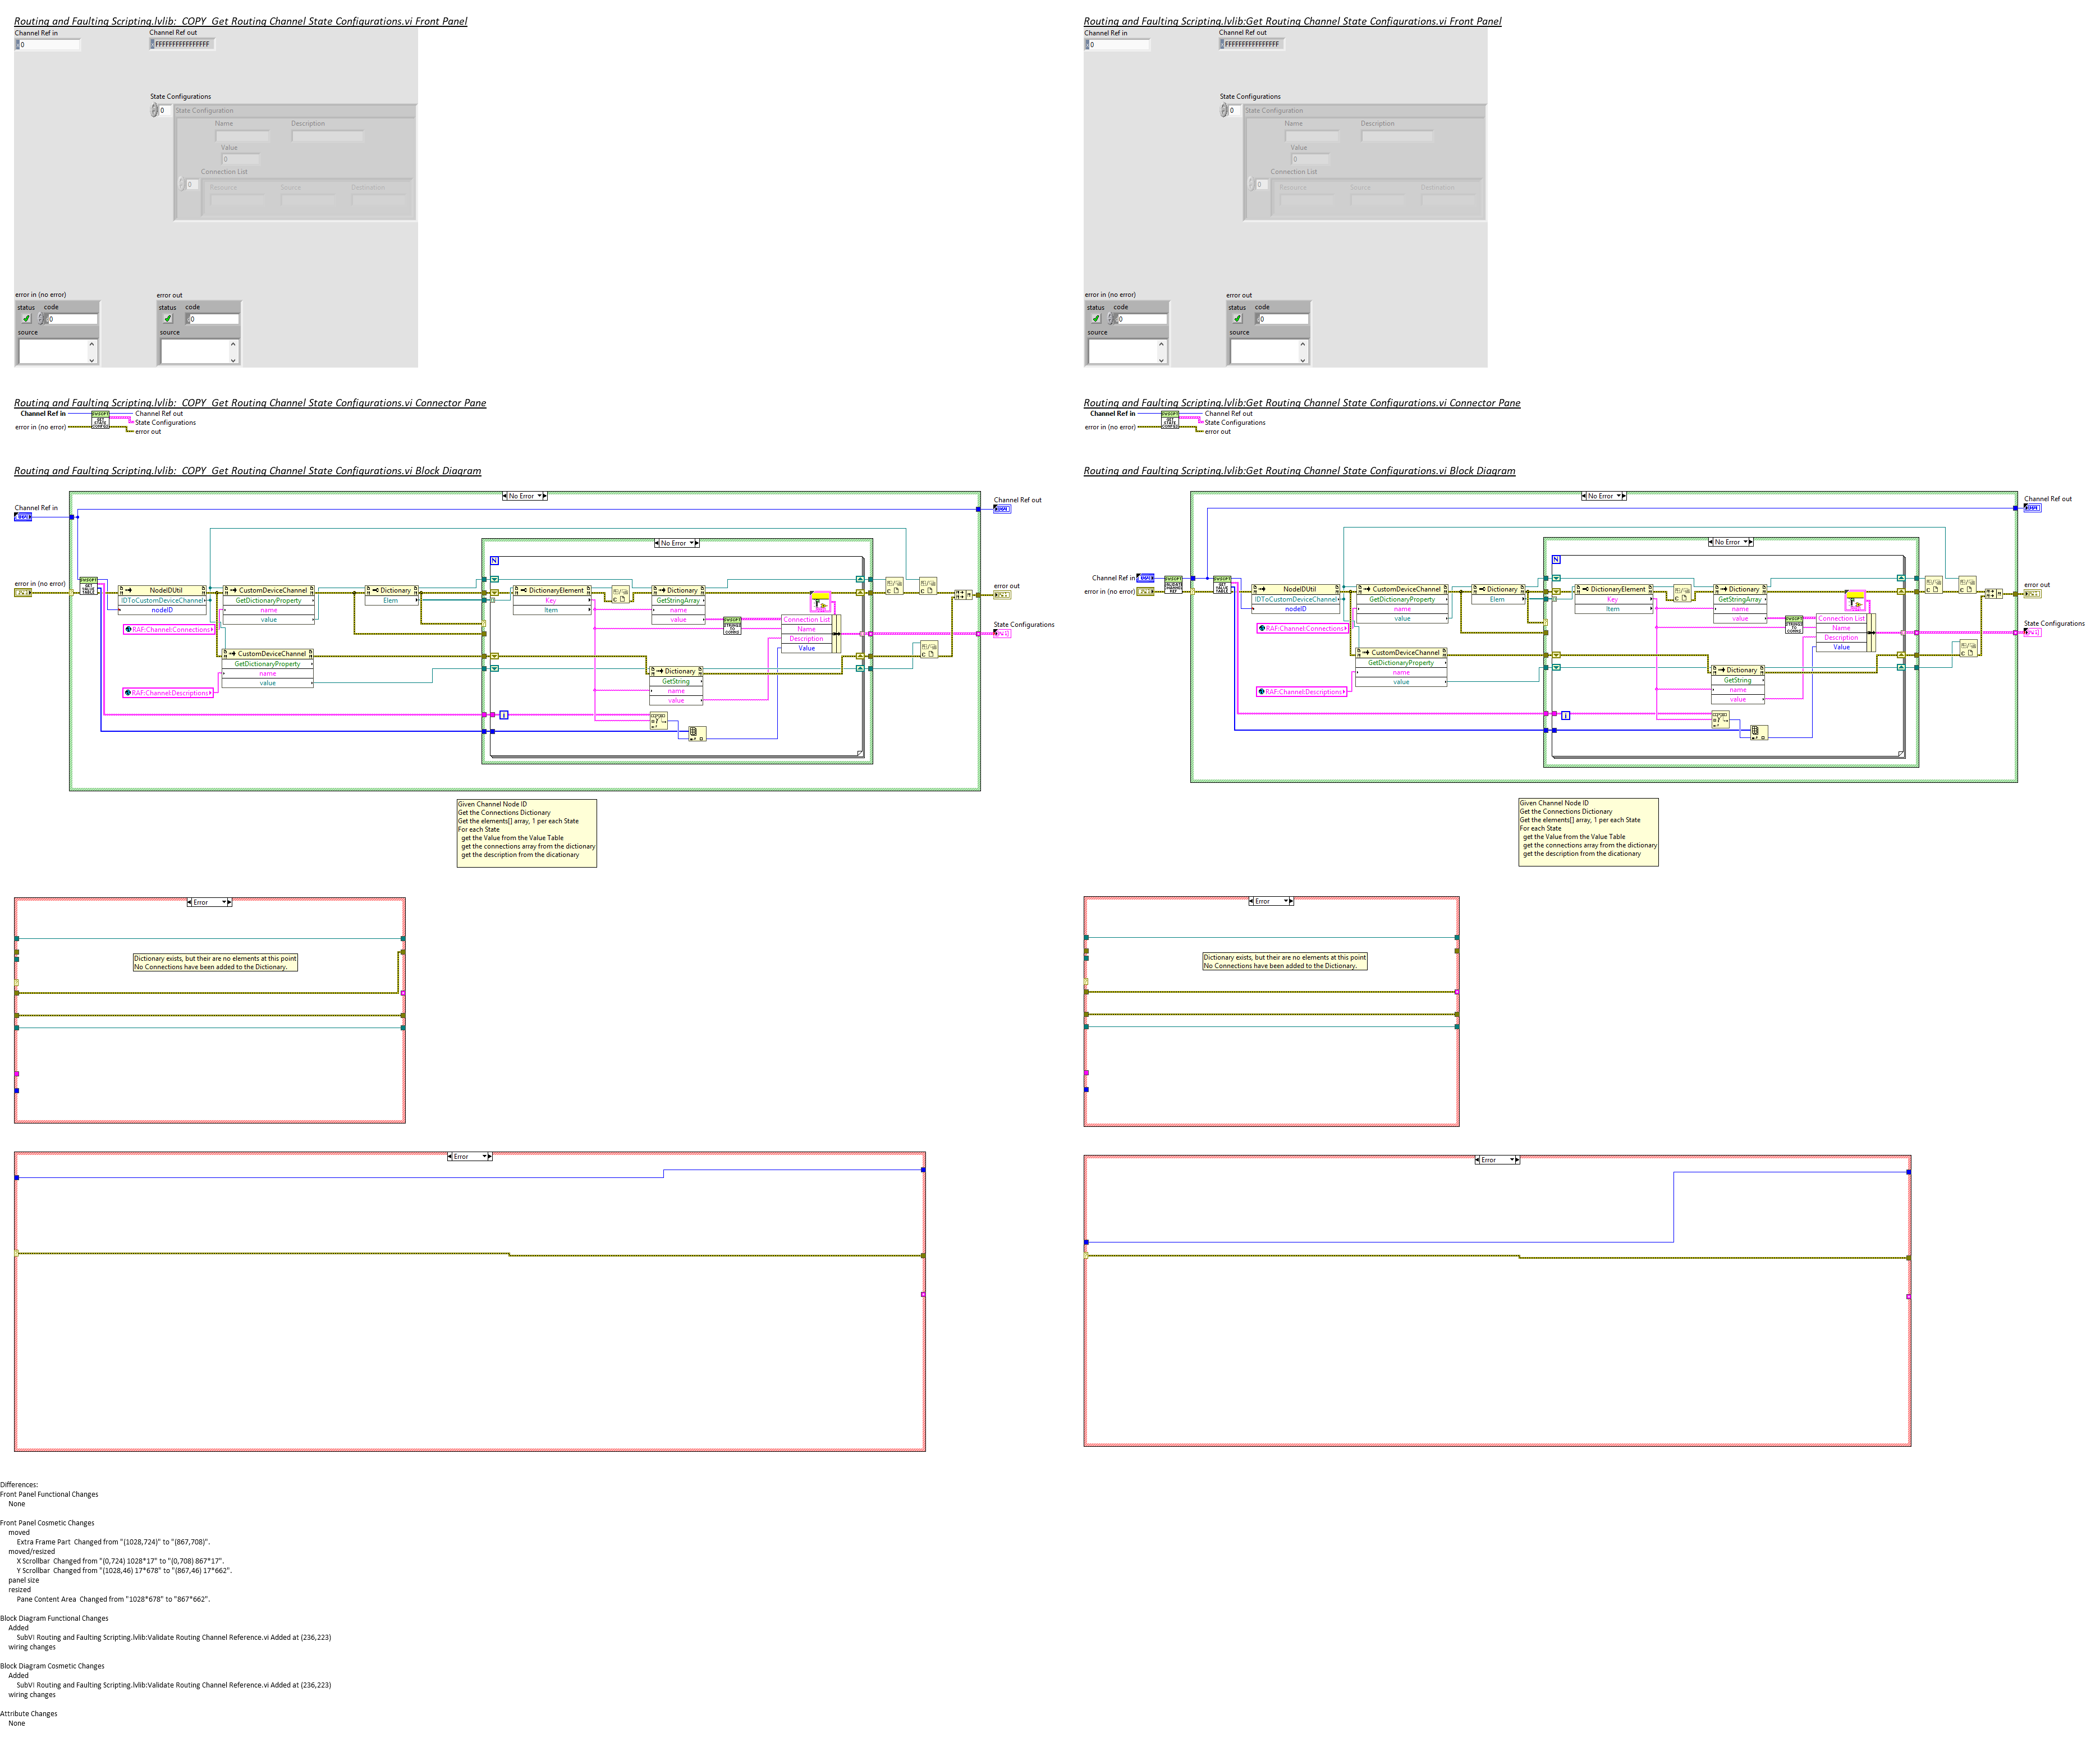 Routing and Faulting Scripting.lvlib:  COPY  Get Routing Channel State Configurations.vi Front Panel
Channel Ref in
0
Channel Ref out
FFFFFFFFFFFFFFFF
State Configurations
0
State Configuration
Name
Description
Value
0
Connection List
0
Resource
Source
Destination
error in (no error)
status
code
0
source
error out
status
code
0
source
Routing and Faulting Scripting.lvlib:  COPY  Get Routing Channel State Configurations.vi Connector Pane
Channel Ref in
error in (no error)
Channel Ref out
State Configurations
error out
Routing and Faulting Scripting.lvlib:  COPY  Get Routing Channel State Configurations.vi Block Diagram
No Error
Channel Ref in
Channel Ref out
error in (no error)
error out
State Configurations
NodeIDUtil
IDToCustomDeviceChannel
nodeID
CustomDeviceChannel
GetDictionaryProperty
name
value
RAF:Channel:Connections
CustomDeviceChannel
GetDictionaryProperty
name
value
RAF:Channel:Descriptions
Dictionary
Elem
No Error
N
DictionaryElement
Key
Item
Dictionary
GetStringArray
name
value
Connection List
Name
Description
Value
Dictionary
GetString
name
value
i
Given Channel Node ID
Get the Connections Dictionary
Get the elements[] array, 1 per each State
For each State
get the Value from the Value Table
get the connections array from the dictionary
get the description from the dicationary
Error
Dictionary exists, but their are no elements at this point
No Connections have been added to the Dictionary.
Error
Routing and Faulting Scripting.lvlib:Get Routing Channel State Configurations.vi Front Panel
Channel Ref in
0
Channel Ref out
FFFFFFFFFFFFFFFF
State Configurations
0
State Configuration
Name
Description
Value
0
Connection List
0
Resource
Source
Destination
error in (no error)
status
code
0
source
error out
status
code
0
source
Routing and Faulting Scripting.lvlib:Get Routing Channel State Configurations.vi Connector Pane
Channel Ref in
error in (no error)
Channel Ref out
State Configurations
error out
Routing and Faulting Scripting.lvlib:Get Routing Channel State Configurations.vi Block Diagram
No Error
Channel Ref in
error in (no error)
Channel Ref out
error out
State Configurations
NodeIDUtil
IDToCustomDeviceChannel
nodeID
CustomDeviceChannel
GetDictionaryProperty
name
value
RAF:Channel:Connections
CustomDeviceChannel
GetDictionaryProperty
name
value
RAF:Channel:Descriptions
Dictionary
Elem
No Error
N
DictionaryElement
Key
Item
Dictionary
GetStringArray
name
value
Connection List
Name
Description
Value
Dictionary
GetString
name
value
i
Given Channel Node ID
Get the Connections Dictionary
Get the elements[] array, 1 per each State
For each State
get the Value from the Value Table
get the connections array from the dictionary
get the description from the dicationary
Error
Dictionary exists, but their are no elements at this point
No Connections have been added to the Dictionary.
Error
Differences:
Front Panel Functional Changes
None
Front Panel Cosmetic Changes
moved
Extra Frame Part  Changed from "(1028,724)" to "(867,708)".
moved/resized
X Scrollbar  Changed from "(0,724) 1028*17" to "(0,708) 867*17".
Y Scrollbar  Changed from "(1028,46) 17*678" to "(867,46) 17*662".
panel size
resized
Pane Content Area  Changed from "1028*678" to "867*662".
Block Diagram Functional Changes
Added
SubVI Routing and Faulting Scripting.lvlib:Validate Routing Channel Reference.vi Added at (236,223)
wiring changes
Block Diagram Cosmetic Changes
Added
SubVI Routing and Faulting Scripting.lvlib:Validate Routing Channel Reference.vi Added at (236,223)
wiring changes
Attribute Changes
None